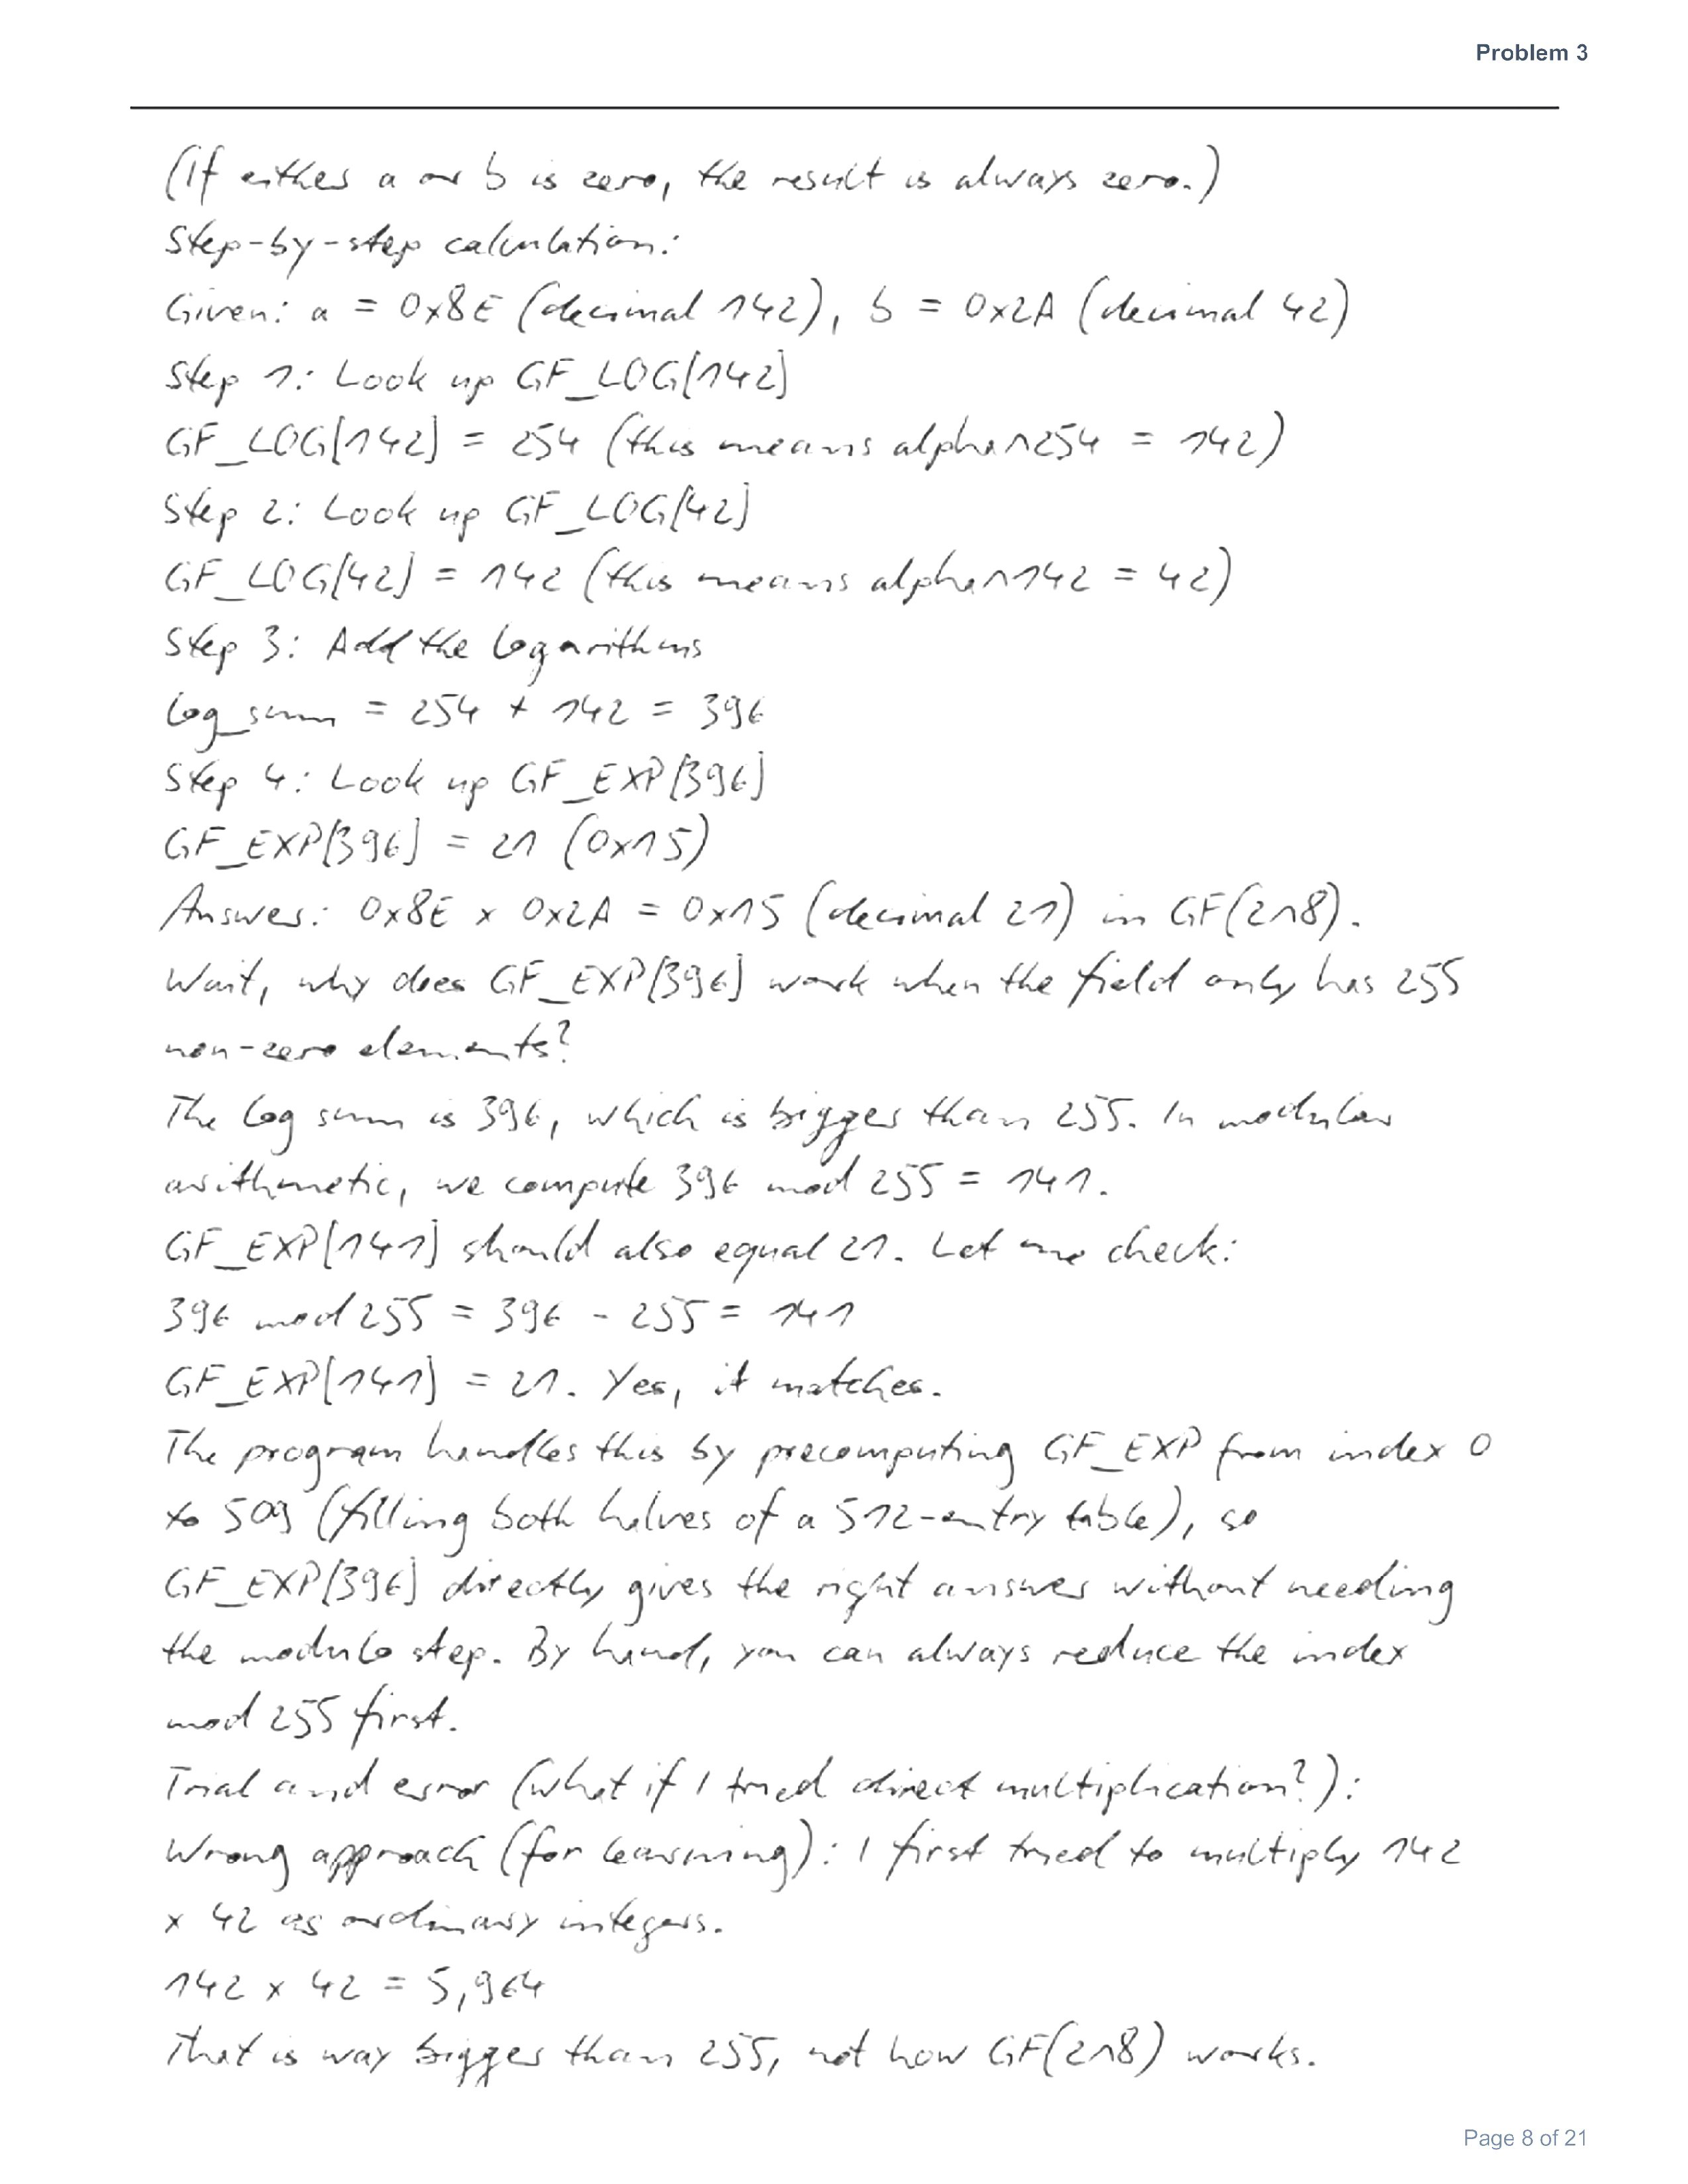 Problem 3
(If either a or b is zero, the result is always zero.)
Step-by-step calculation:
Given: a = 0x8E (decimal 142), b = 0x2A (decimal 42)
Step 1: Look up GF_LOG[142]
GF_LOG[142] = 254 (this means alpha^254 = 142)
Step 2: Look up GF_LOG[42]
GF_LOG[42] = 142 (this means alpha^142 = 42)
Step 3: Add the logarithms
log_sum = 254 + 142 = 396
Step 4: Look up GF_EXP[396]
GF_EXP[396] = 21 (0x15)
Answer: 0x8E x 0x2A = 0x15 (decimal 21) in GF(2^8).
Wait, why does GF_EXP[396] work when the field only has 255
non-zero elements?
The log sum is 396, which is bigger than 255. In modular
arithmetic, we compute 396 mod 255 = 141.
GF_EXP[141] should also equal 21. Let me check:
396 mod 255 = 396 - 255 = 141
GF_EXP[141] = 21. Yes, it matches.
The program handles this by precomputing GF_EXP from index 0
to 509 (filling both halves of a 512-entry table), so
GF_EXP[396] directly gives the right answer without needing
the modulo step. By hand, you can always reduce the index
mod 255 first.
Trial and error (what if I tried direct multiplication?):
Wrong approach (for learning): I first tried to multiply 142
x 42 as ordinary integers.
142 x 42 = 5,964
That is way bigger than 255, not how GF(2^8) works.
Page 8 of 21